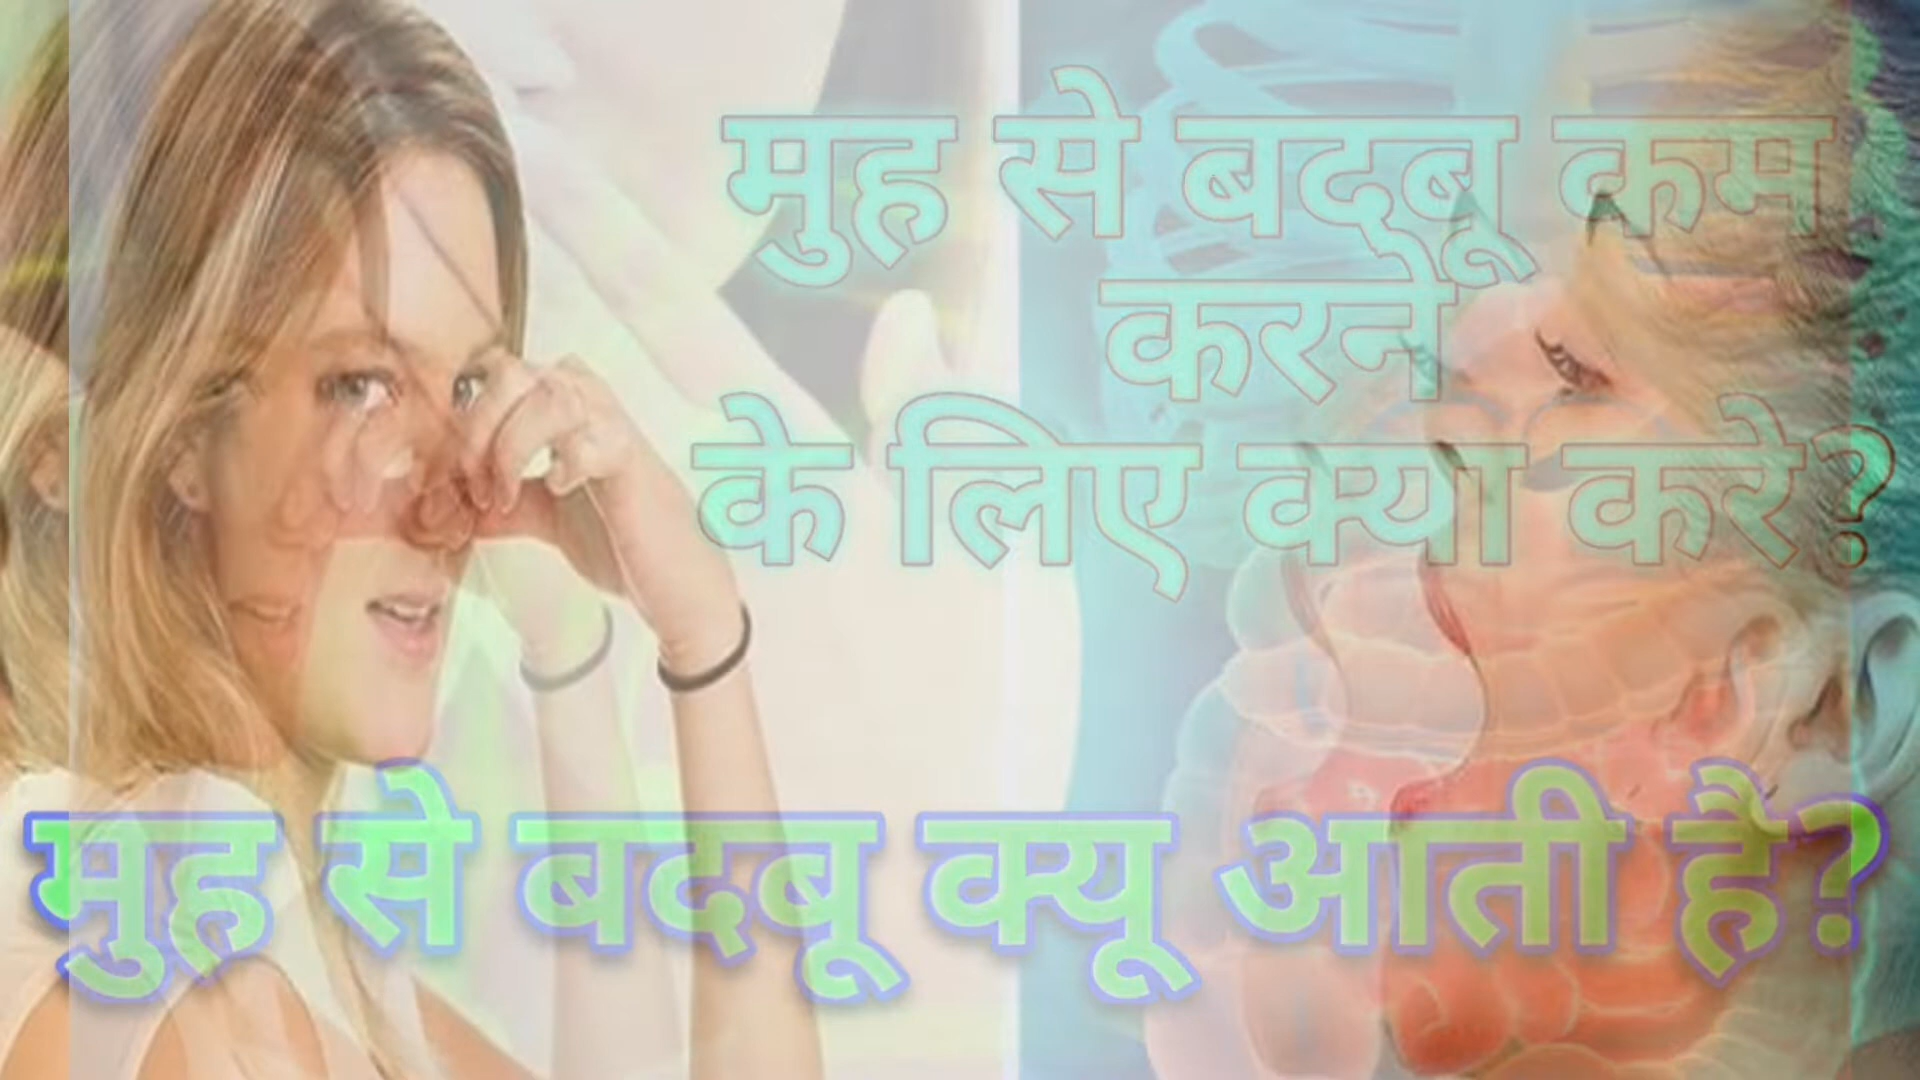 मुह से बदबू कम
करने
के लिए क्या करे?
मुह से बदबू क्यू आती है?